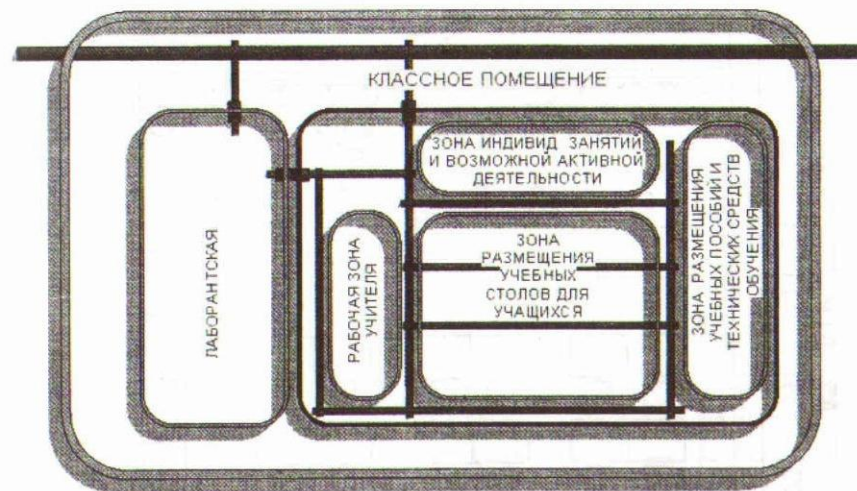 КЛАССНОЕ ПОМЕЩЕНИЕ
ЗОНА ИНДИВИД ЗАНЯТИЙ
И ВОЗМОЖНОЙ АКТИВНОЙ
ДЕЯТЕЛЬНОСТИ
ЛАБОРАНТСКАЯ
РАБОЧАЯ ЗОНА
УЧИТЕЛЯ
ЗОНА
РАЗМЕЩЕНИЯ
УЧЕБНЫХ
СТОЛОВ ДЛЯ
УЧАЩИХСЯ
ЗОНА РАЗМЕЩЕНИЯ
УЧЕБНЫХ ПОСОБИЙ И
ТЕХНИЧЕСКИХ СРЕДСТВ
ОБУЧЕНИЯ